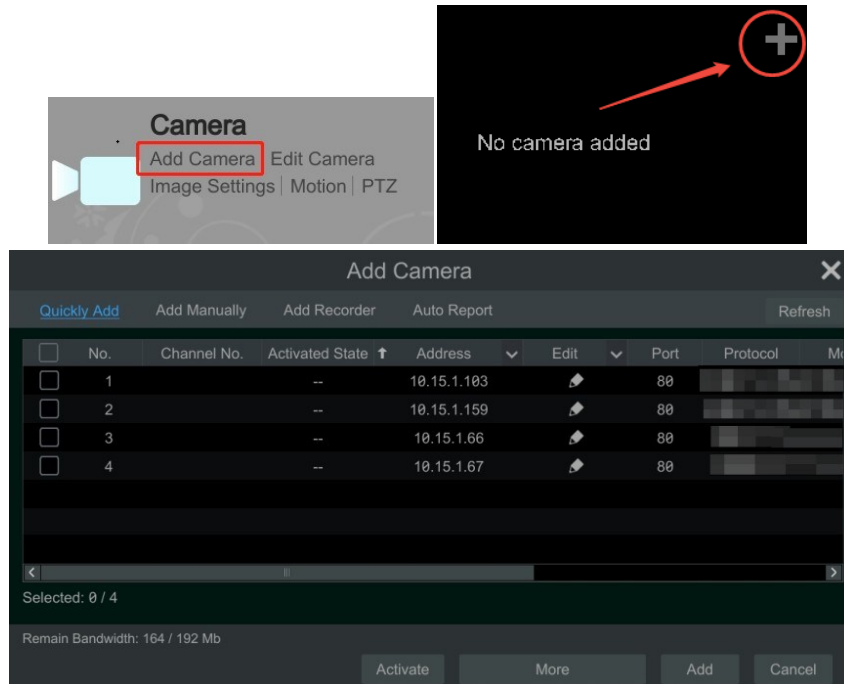 Camera
Add Camera Edit Camera
Image Settings | Motion | PTZ
No camera added
Add Camera
Quickly Add Add Manually Add Recorder Auto Report Refresh
No. Channel No. Activated State Address Edit Port Protocol
1 -- 10.15.1.103 80
2 -- 10.15.1.159 80
3 -- 10.15.1.66 80
4 -- 10.15.1.67 80
Selected: 0 / 4
Remain Bandwidth: 164 / 192 Mb
Activate More Add Cancel